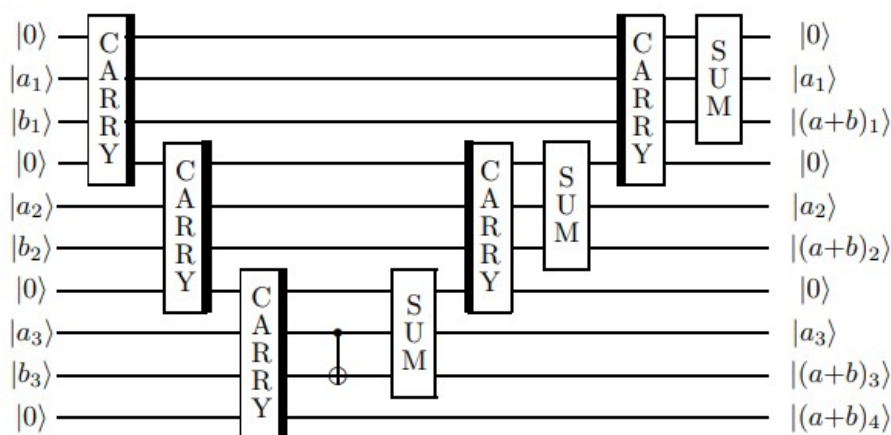 |0⟩ |0⟩
|a₁⟩ |a₁⟩
|b₁⟩ |(a+b)₁⟩
|0⟩ |0⟩
|a₂⟩ |a₂⟩
|b₂⟩ |(a+b)₂⟩
|0⟩ |0⟩
|a₃⟩ |a₃⟩
|b₃⟩ |(a+b)₃⟩
|0⟩ |(a+b)₄⟩
CARRY
CARRY
CARRY
SUM
CARRY
SUM
CARRY
SUM